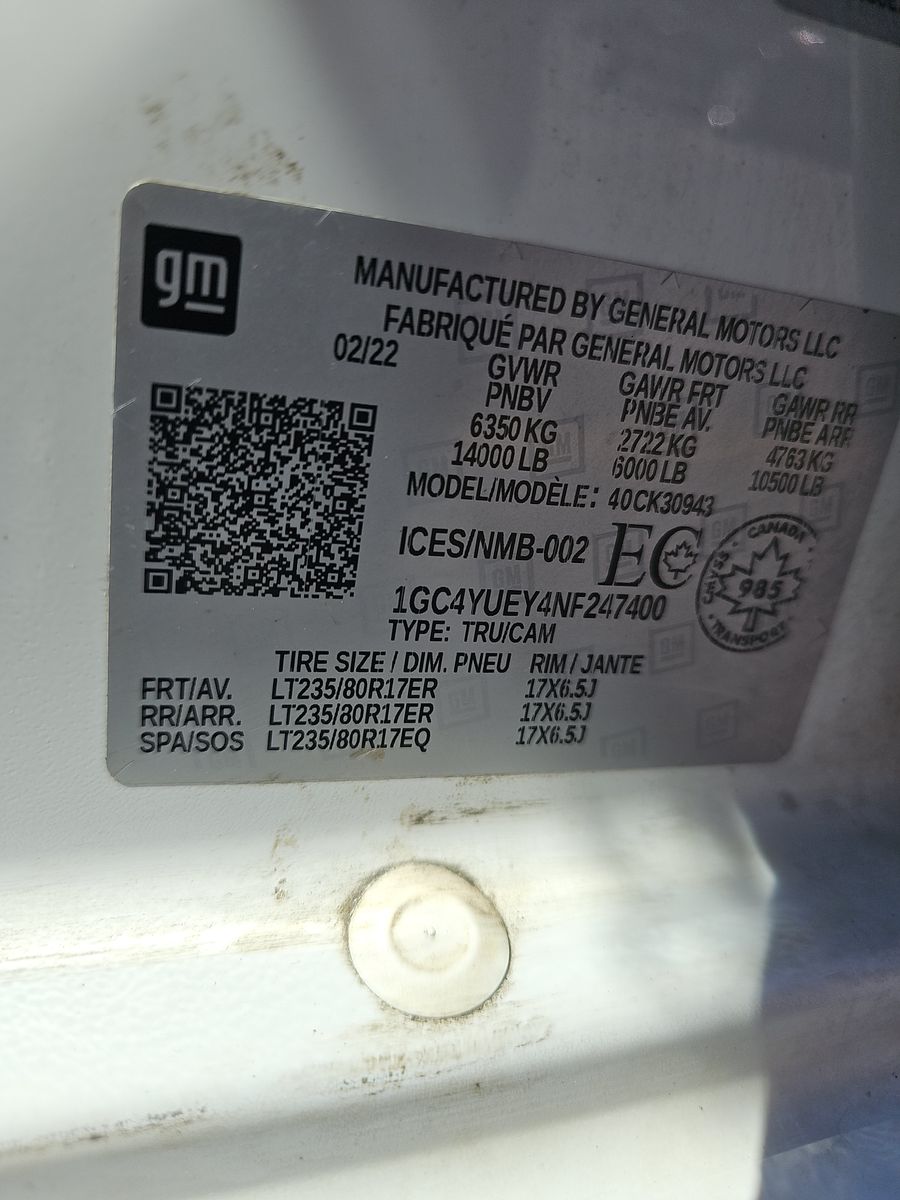 gm
MANUFACTURED BY GENERAL MOTORS LLC
FABRIQUÉ PAR GENERAL MOTORS LLC
02/22
GVWR GAWR FRT GAWR RR
PNBV PNBE AV. PNBE ARR
6350 KG 2722 KG 4763 KG
14000 LB 6000 LB 10500 LB
MODEL/MODÈLE: 40CK30943
ICES/NMB-002 EC
CANADA
985
TRANSPORT
1GC4YUEY4NF247400
TYPE: TRU/CAM
TIRE SIZE / DIM. PNEU RIM / JANTE
FRT/AV. LT235/80R17ER 17X6.5J
RR/ARR. LT235/80R17ER 17X6.5J
SPA/SOS LT235/80R17EQ 17X6.5J